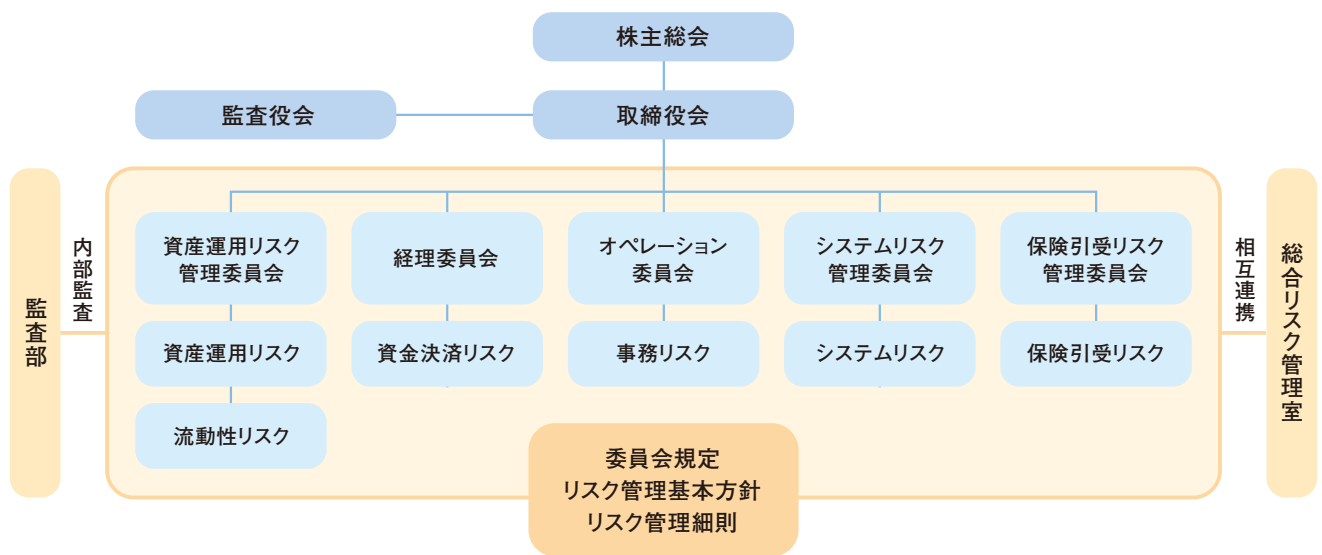 株主総会
監査役会
取締役会
監査部
内部監査
資産運用リスク
管理委員会
経理委員会
オペレーション
委員会
システムリスク
管理委員会
保険引受リスク
管理委員会
相互連携
総合リスク管理室
資産運用リスク
資金決済リスク
事務リスク
システムリスク
保険引受リスク
流動性リスク
委員会規定
リスク管理基本方針
リスク管理細則